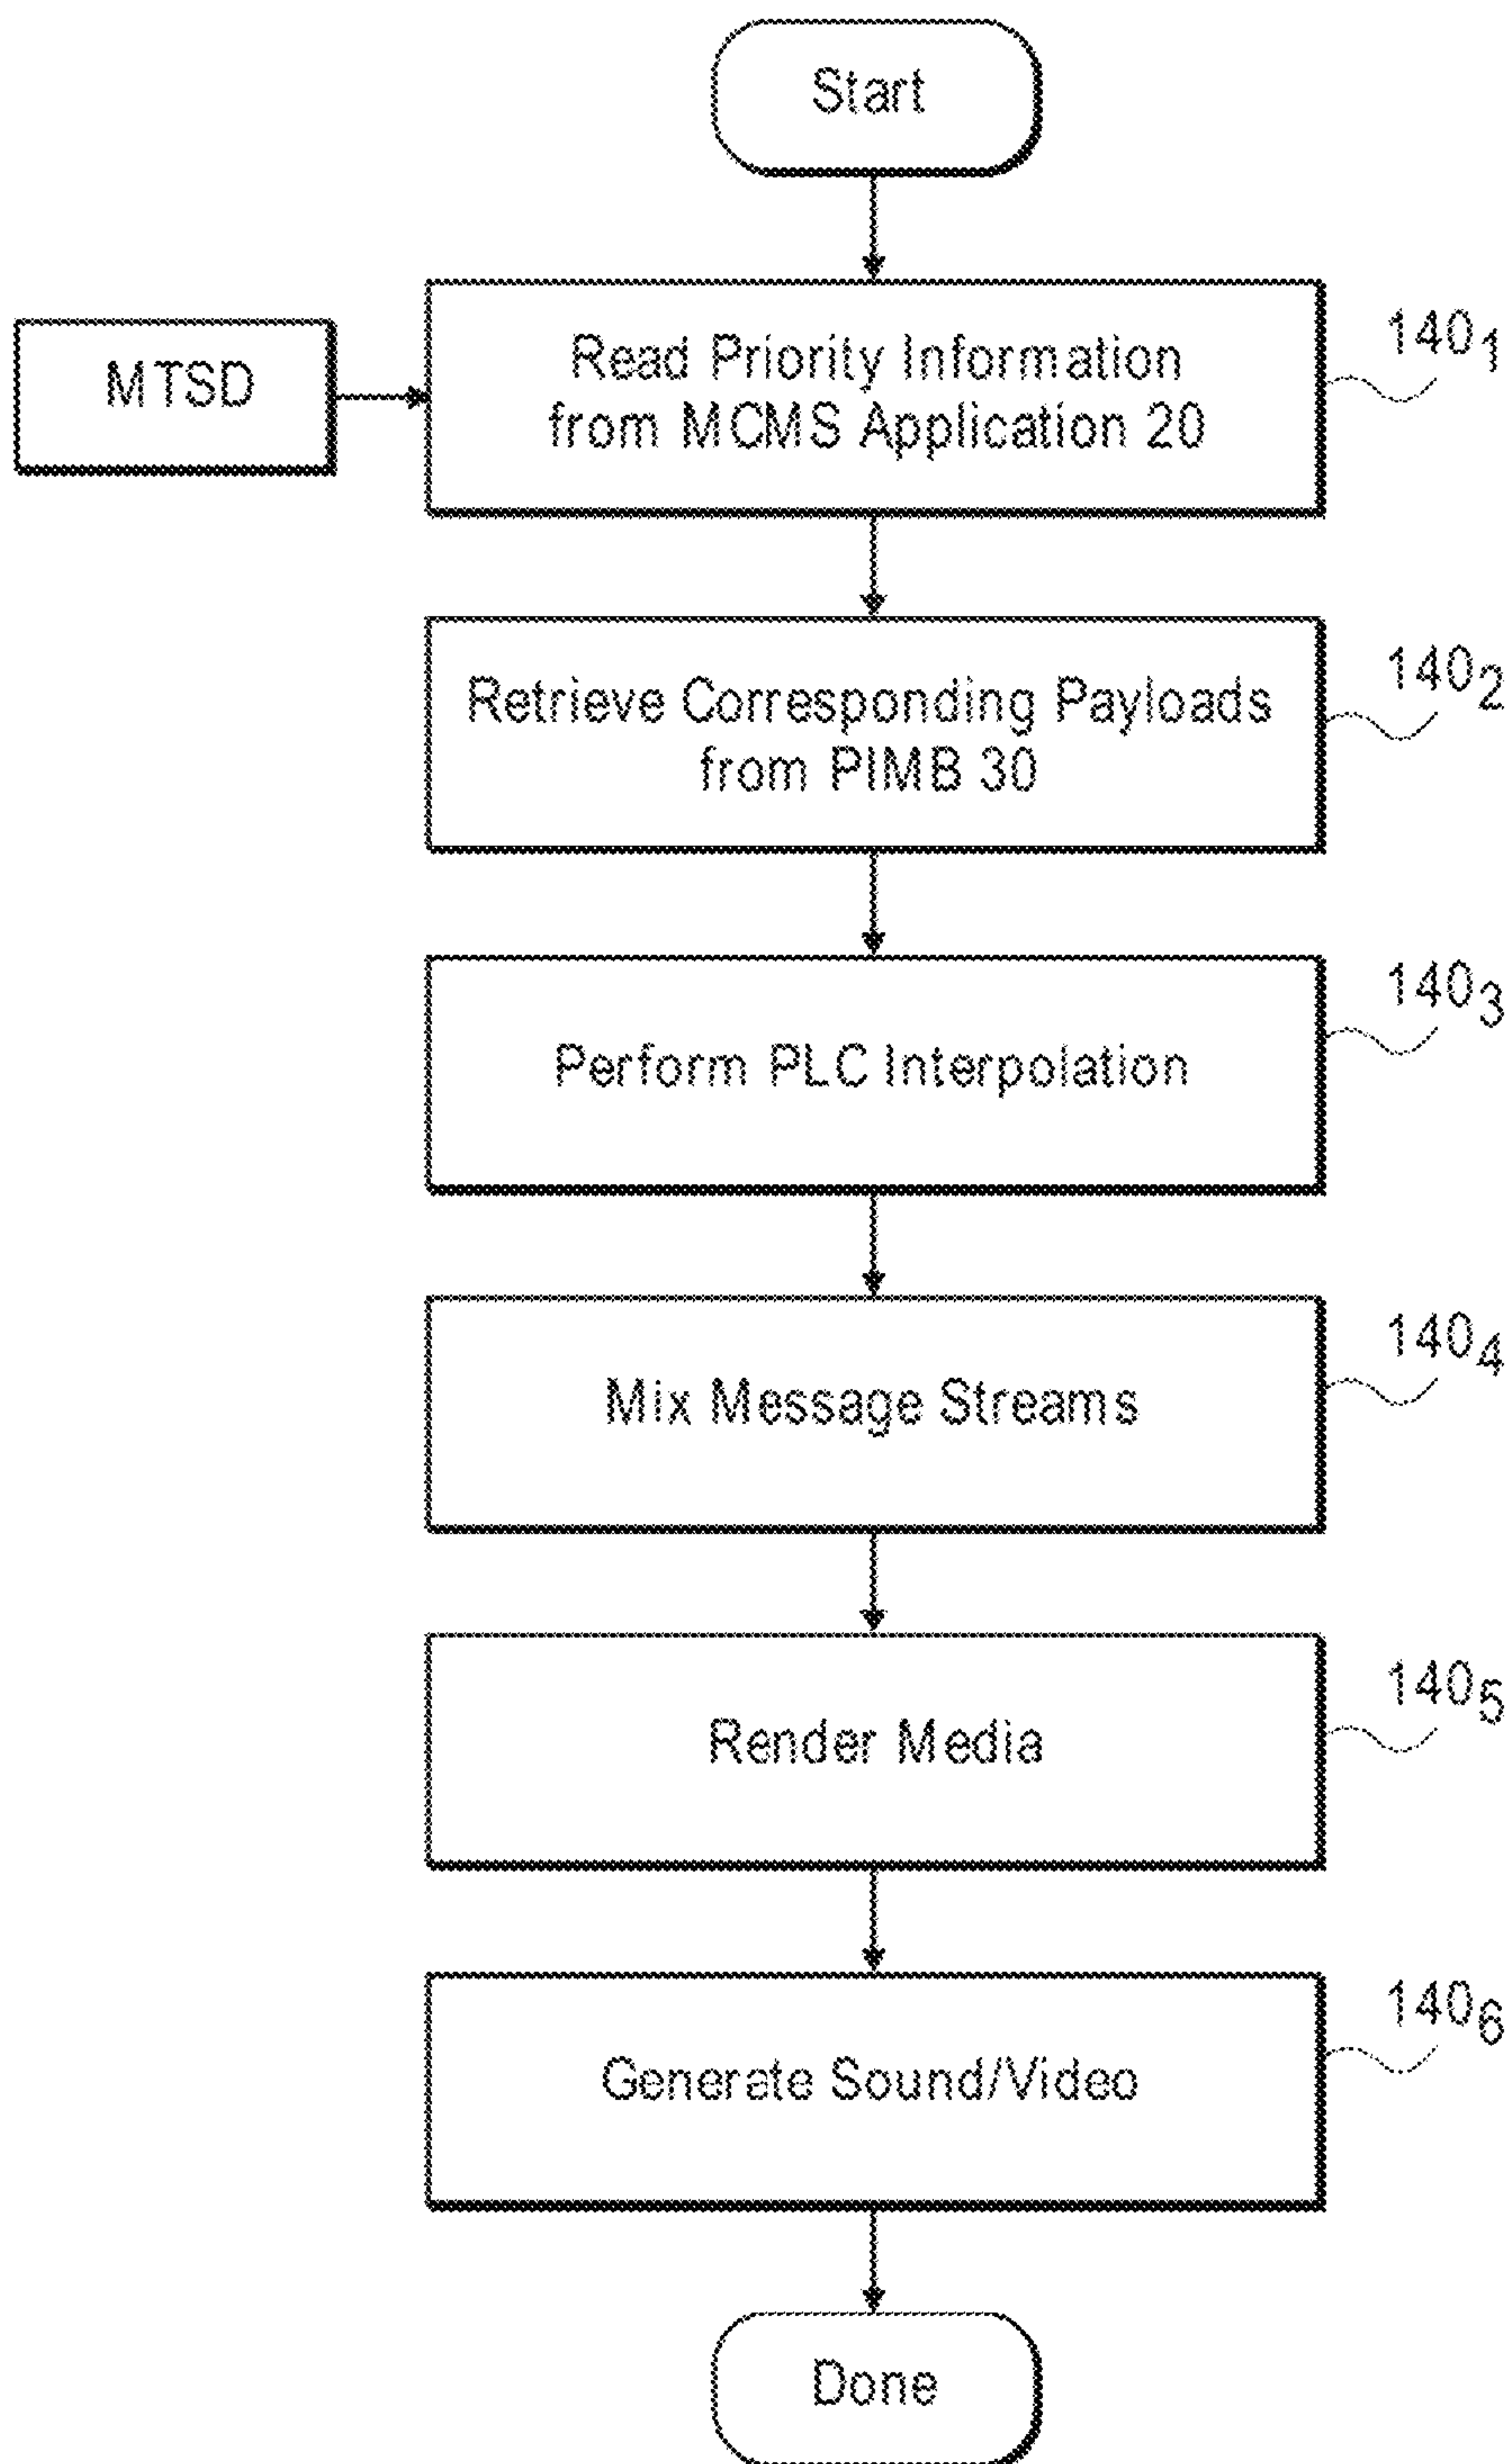 Start
MTSD
Read Priority Information
from MCMS Application 20
140₁
Retrieve Corresponding Payloads
from PIMB 30
140₂
Perform PLC Interpolation
140₃
Mix Message Streams
140₄
Render Media
140₅
Generate Sound/Video
140₆
Done